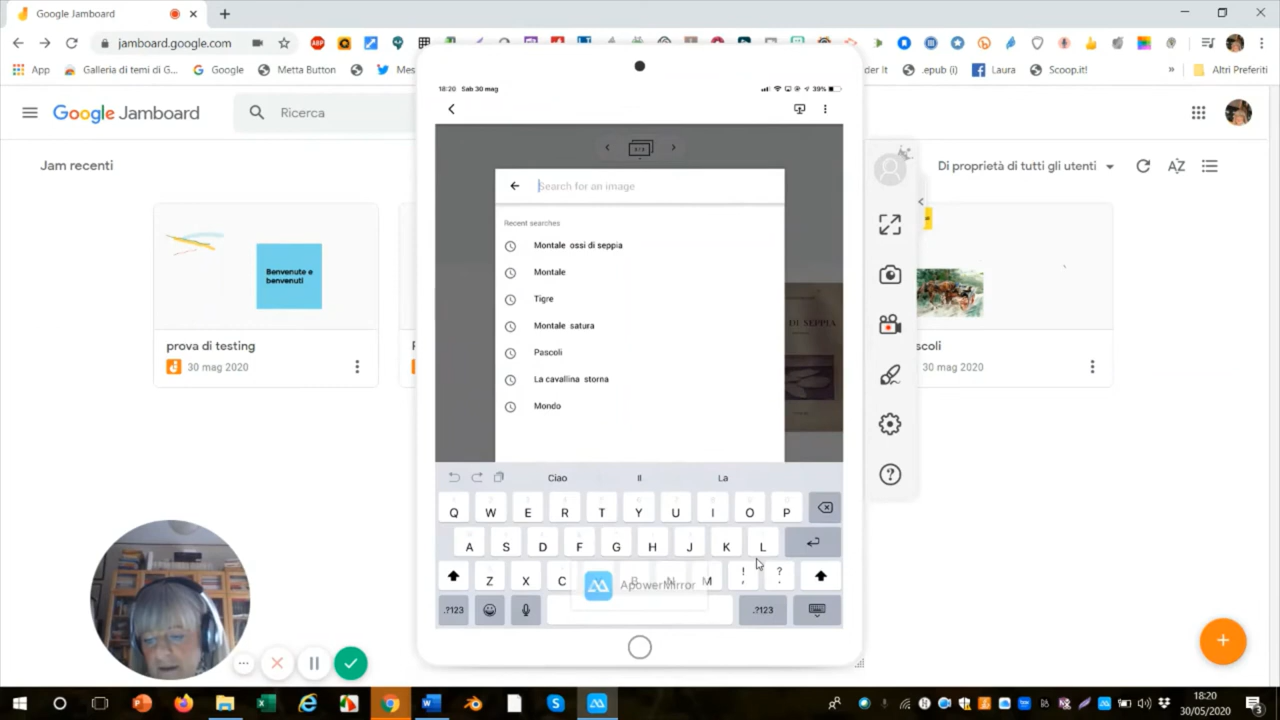 Google Jamboard
jamboard.google.com
ABP
App
Galleria di temi di G...
Google
Metta Button
Mes
der It
.epub (i)
Laura
Scoop.it!
»
Altri Preferiti
Google Jamboard
Ricerca
Di proprietà di tutti gli utenti
Jam recenti
Benvenute e
benvenuti
prova di testing
30 mag 2020
scoli
30 mag 2020
18:20 Sab 30 mag
39%
Search for an image
Recent searches
Montale ossi di seppia
Montale
Tigre
Montale satura
Pascoli
La cavallina storna
Mondo
DI SEPPIA
Ciao Il La
Q W E R T Y U I O P
A S D F G H J K L
Z X C B N M ! , ? .
ApowerMirror
.?123 .?123
18:20
30/05/2020
3